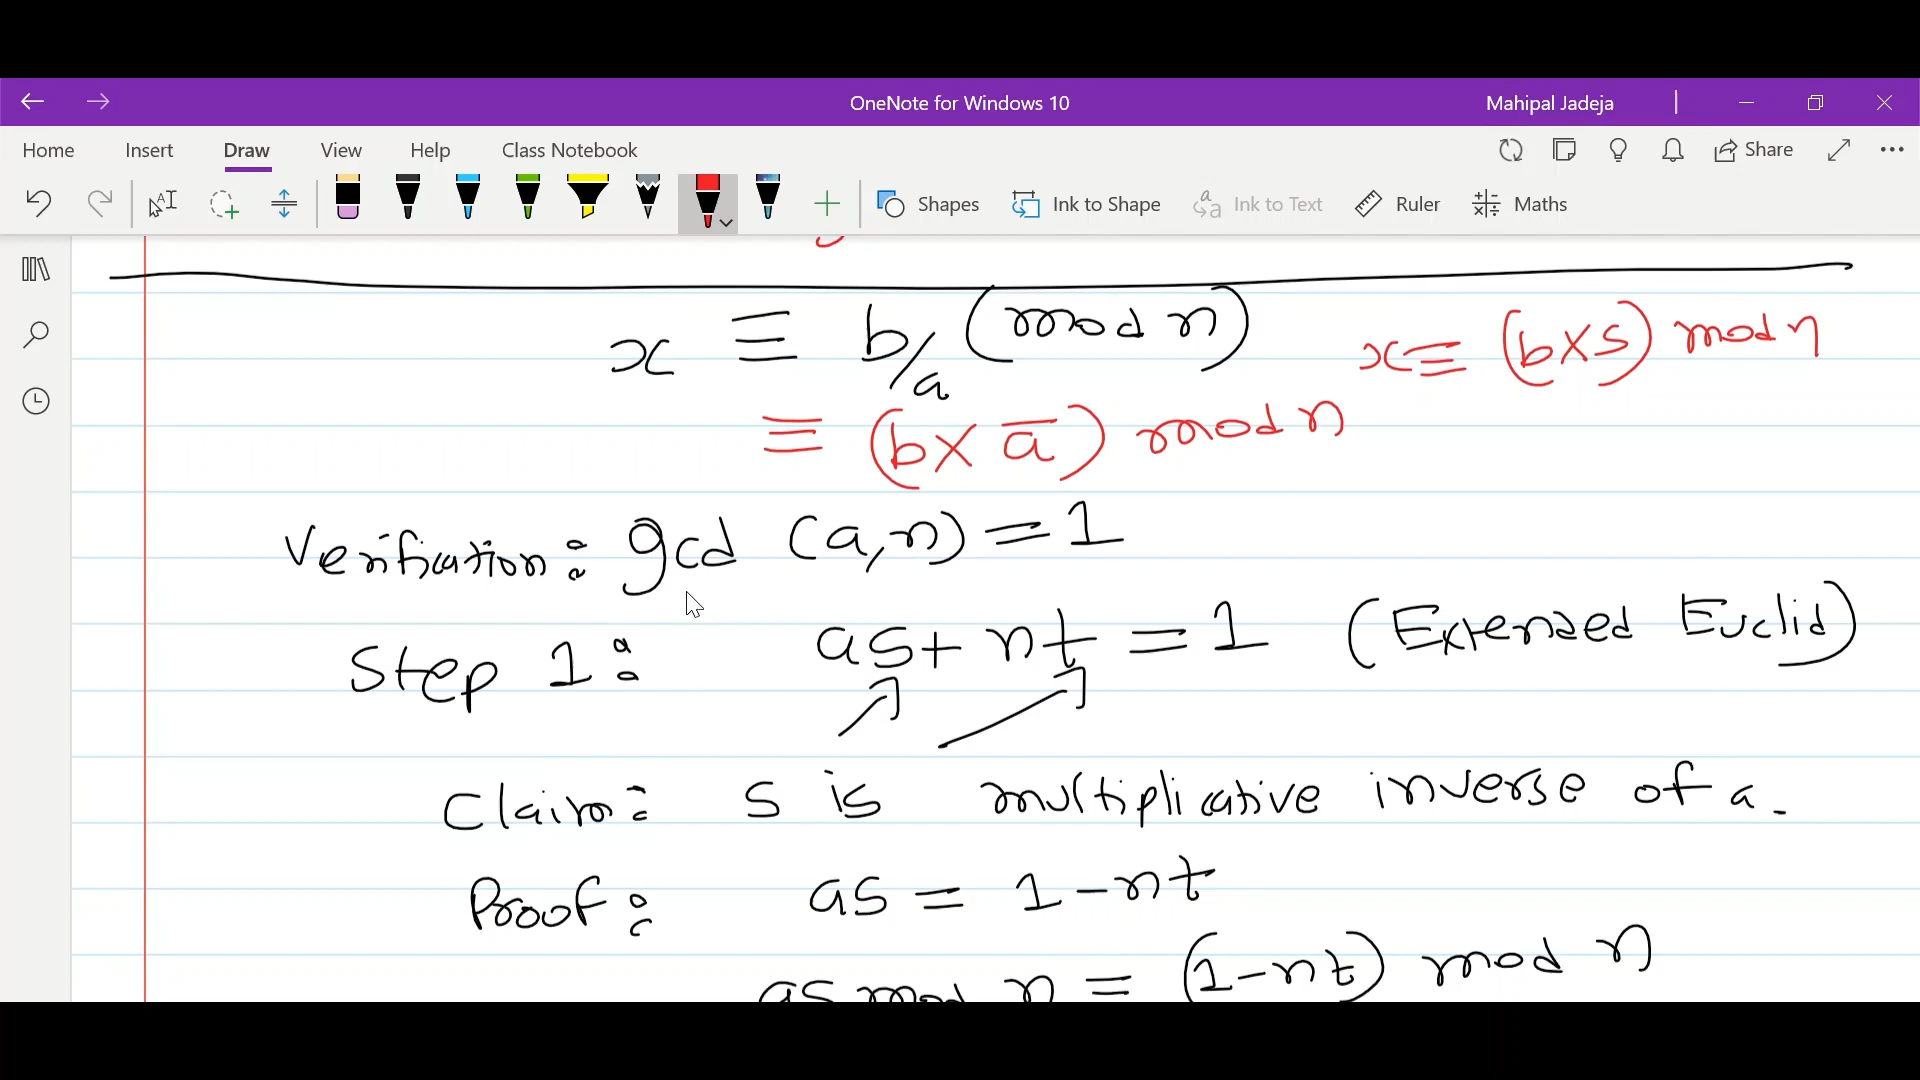 OneNote for Windows 10 Mahipal Jadeja
Home Insert Draw View Help Class Notebook Share
Shapes Ink to Shape Ink to Text Ruler Maths
x ≡ b/a (mod n) x ≡ (b×s) mod n
≡ (b× a̅) mod n
Verification: gcd (a,n) = 1
Step 1: as + nt = 1 (Extended Euclid)
Claim: s is multiplicative inverse of a.
Proof: as = 1-nt
as mod n = (1-nt) mod n